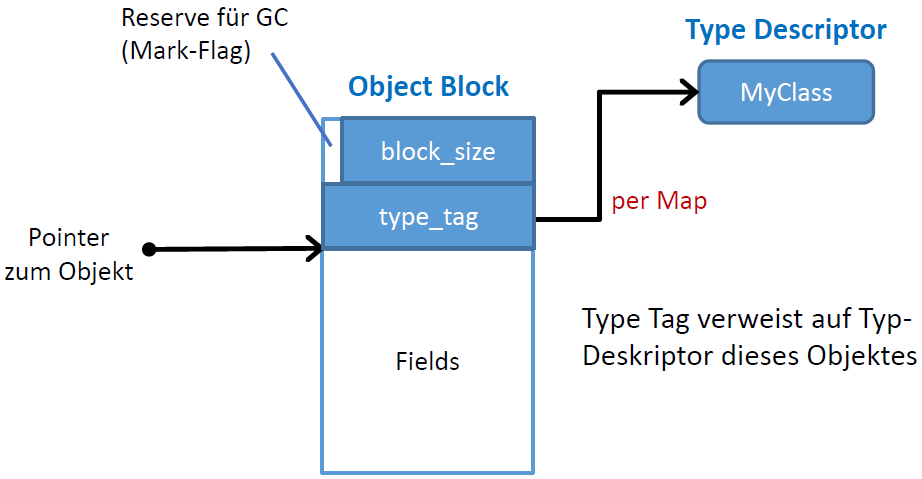 Reserve für GC
(Mark-Flag)
Type Descriptor
Object Block
MyClass
block_size
type_tag
per Map
Pointer
zum Objekt
Type Tag verweist auf Typ-
Deskriptor dieses Objektes
Fields